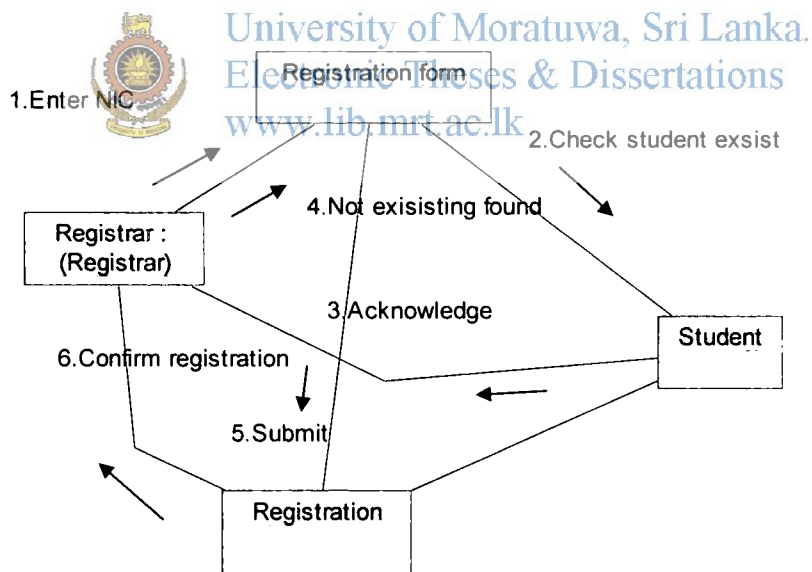 University of Moratuwa, Sri Lanka.
Electronic Theses & Dissertations
www.lib.mrt.ac.lk
Registration form
1.Enter NIC
2.Check student exsist
4.Not exisisting found
Registrar :
(Registrar)
3.Acknowledge
Student
6.Confirm registration
5.Submit
Registration